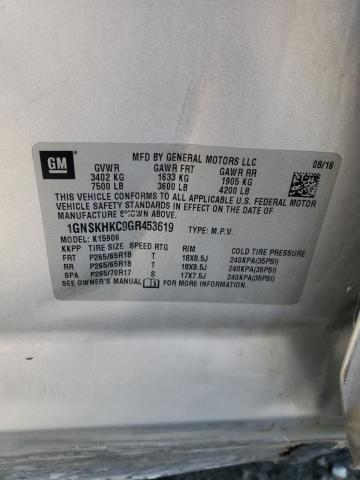 GM
MFD BY GENERAL MOTORS LLC 08/16
GVWR GAWR FRT GAWR RR
3402 KG 1633 KG 1905 KG
7500 LB 3600 LB 4200 LB
THIS VEHICLE CONFORMS TO ALL APPLICABLE U.S. FEDERAL
MOTOR VEHICLE SAFETY AND THEFT PREVENTION
STANDARDS IN EFFECT ON THE DATE OF MANUFACTURE
SHOWN ABOVE.
1GNSKHKC9GR453619 TYPE: M.P.V.
MODEL: K15906
KKPP TIRE SIZE SPEED RTG RIM COLD TIRE PRESSURE
FRT P265/65R18 T 18X8.5J 240KPA(35PSI)
RR P265/65R18 T 18X8.5J 240KPA(35PSI)
SPA P265/70R17 S 17X7.5J 240KPA(35PSI)
SEE OWNER'S MANUAL FOR MORE INFORMATION